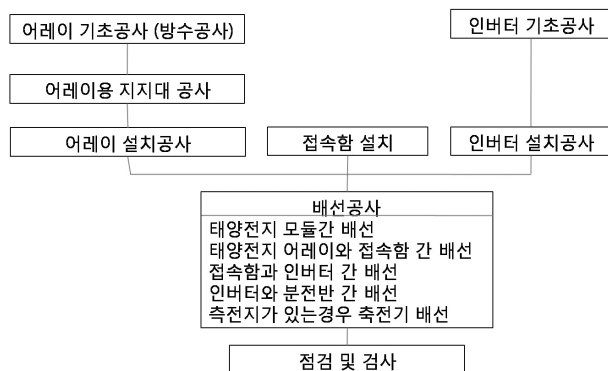 어레이 기초공사 (방수공사)
인버터 기초공사
어레이용 지지대 공사
어레이 설치공사
접속함 설치
인버터 설치공사
배선공사
태양전지 모듈간 배선
태양전지 어레이와 접속함 간 배선
접속함과 인버터 간 배선
인버터와 분전반 간 배선
측전지가 있는경우 축전기 배선
점검 및 검사